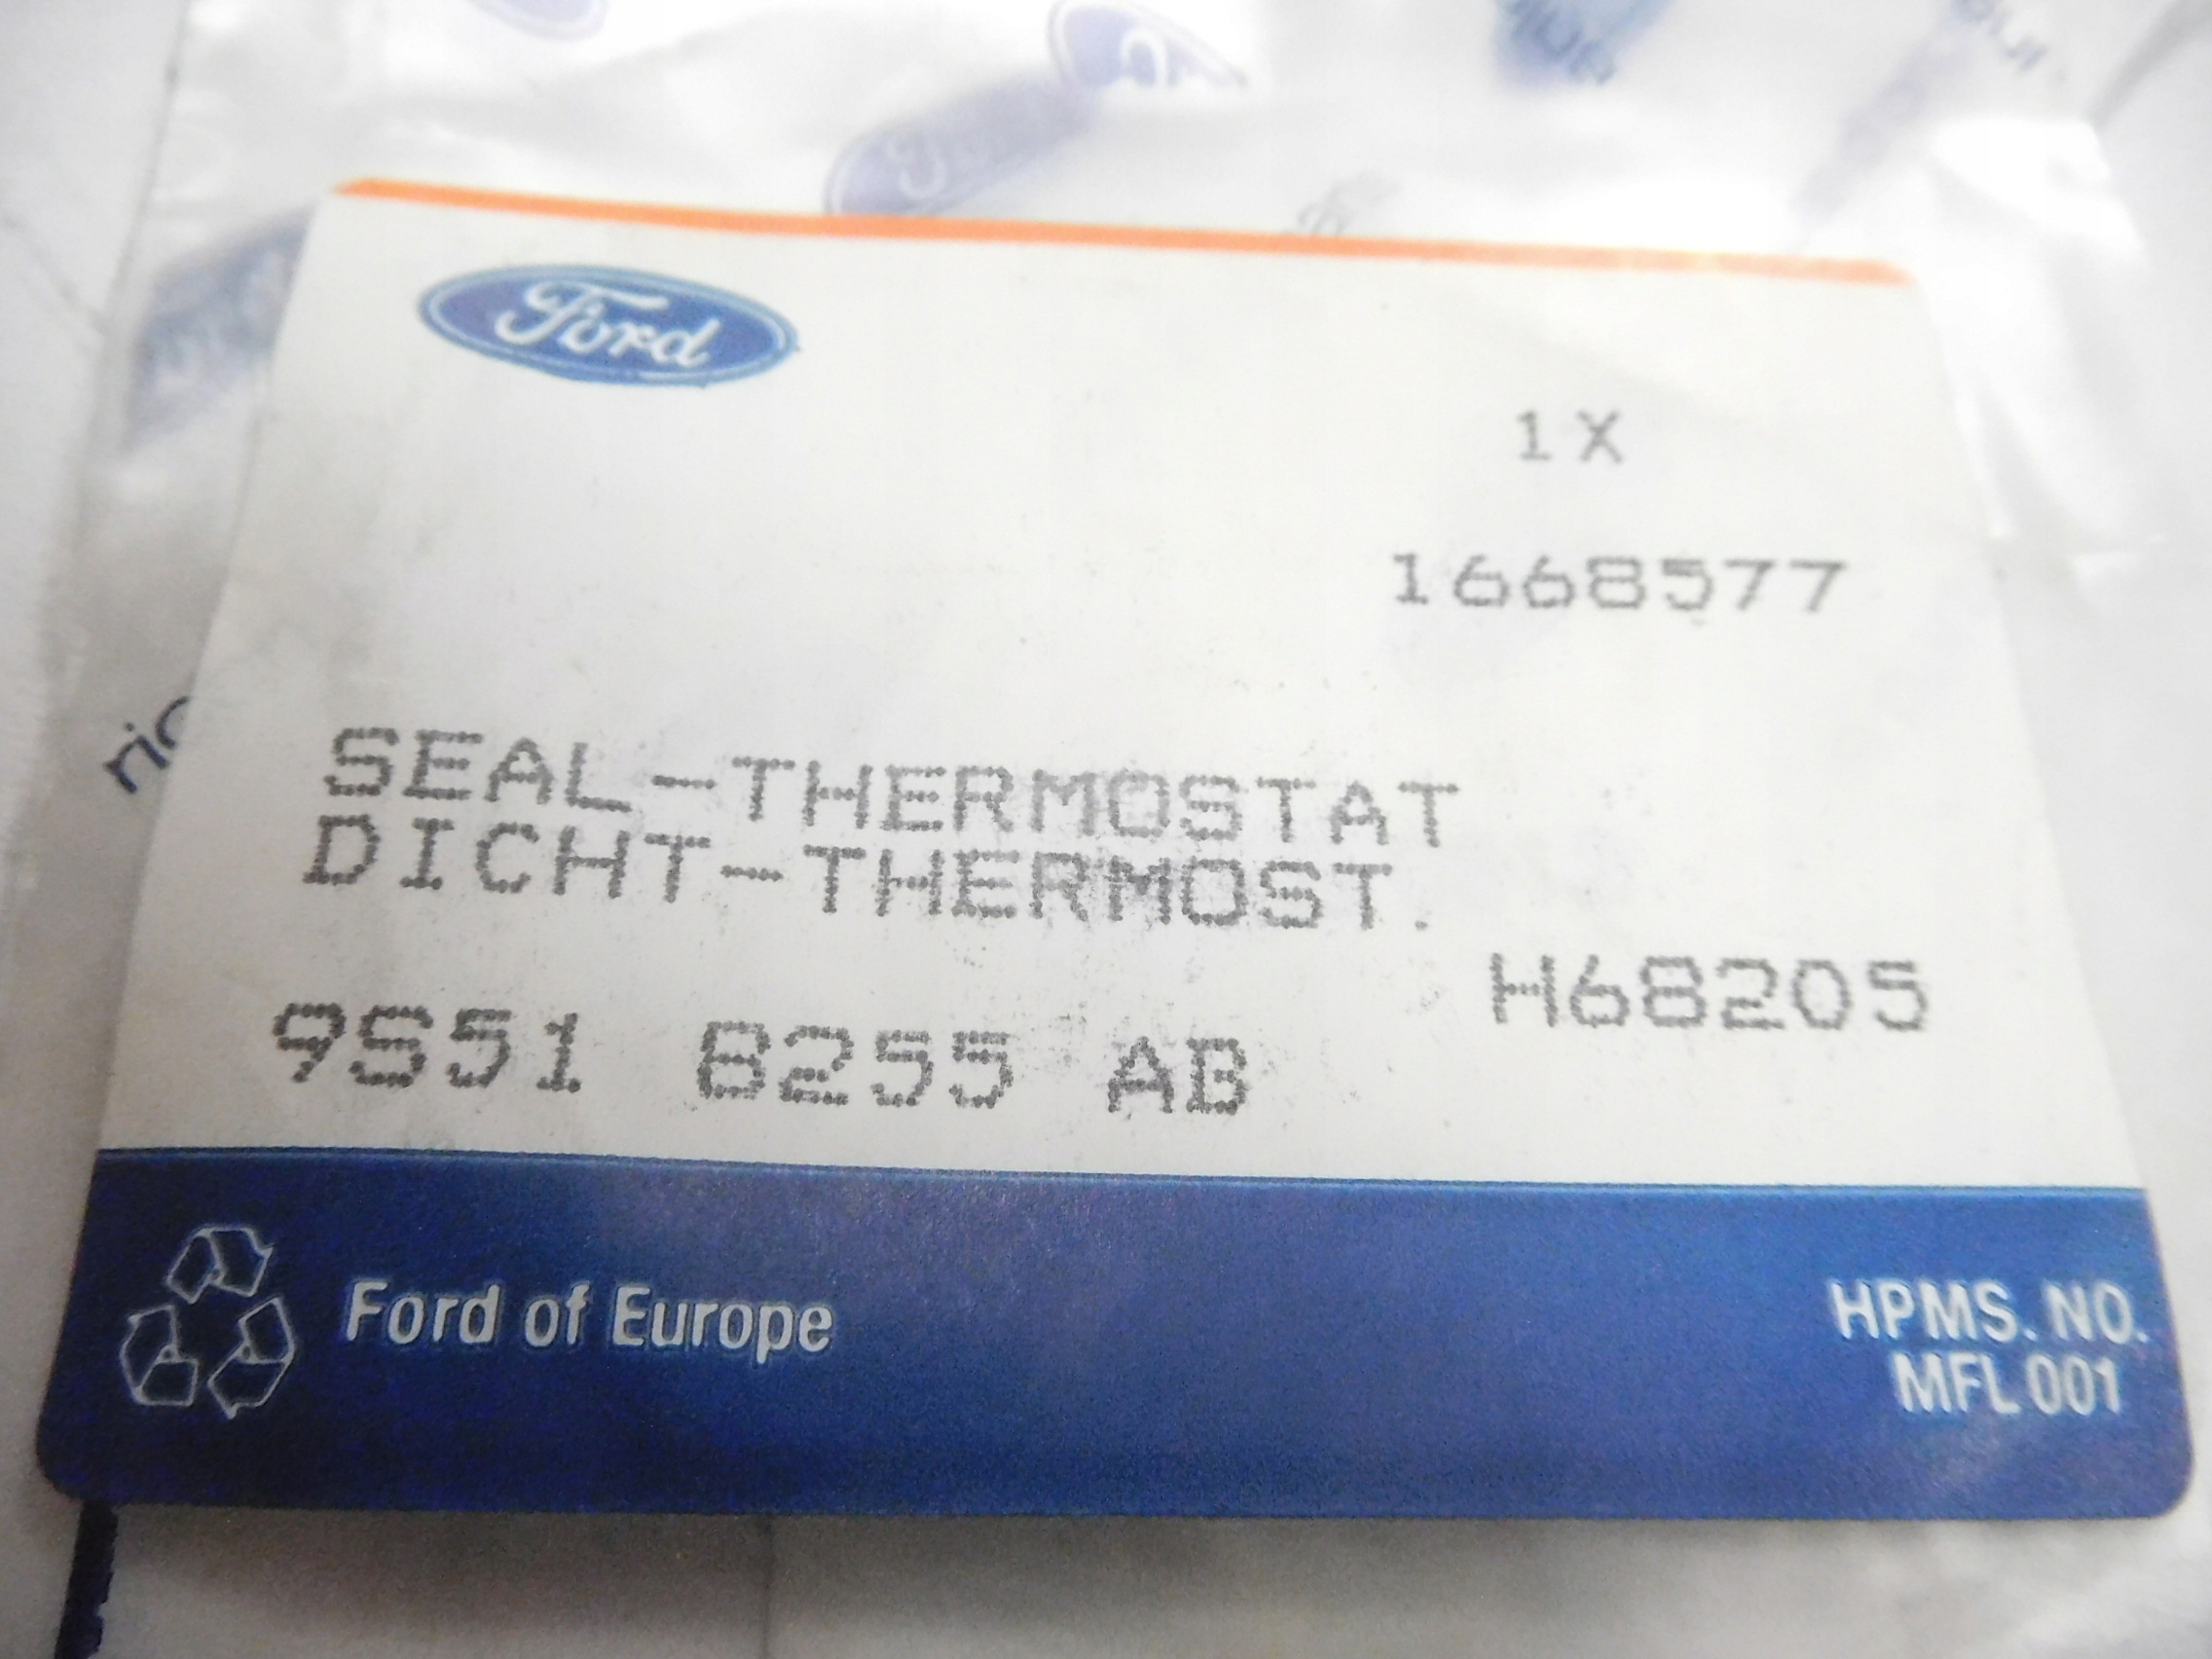 Ford
1X
1668577
SEAL-THERMOSTAT
DICHT-THERMOST.
H68205
9S51 8255 AB
Ford of Europe
HPMS. NO.
MFL 001